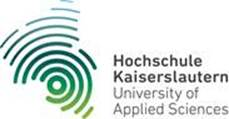 Hochschule
Kaiserslautern
University of
Applied Sciences